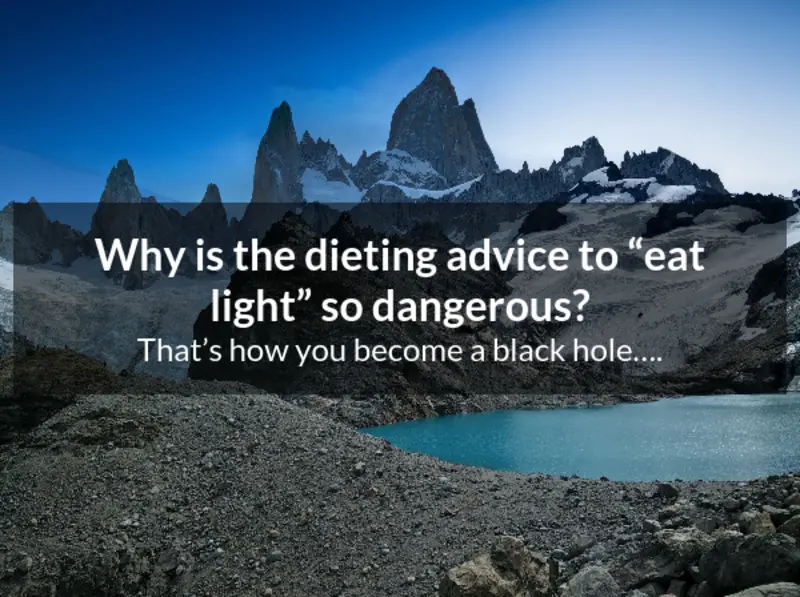 Why is the dieting advice to “eat
light” so dangerous?
That’s how you become a black hole....